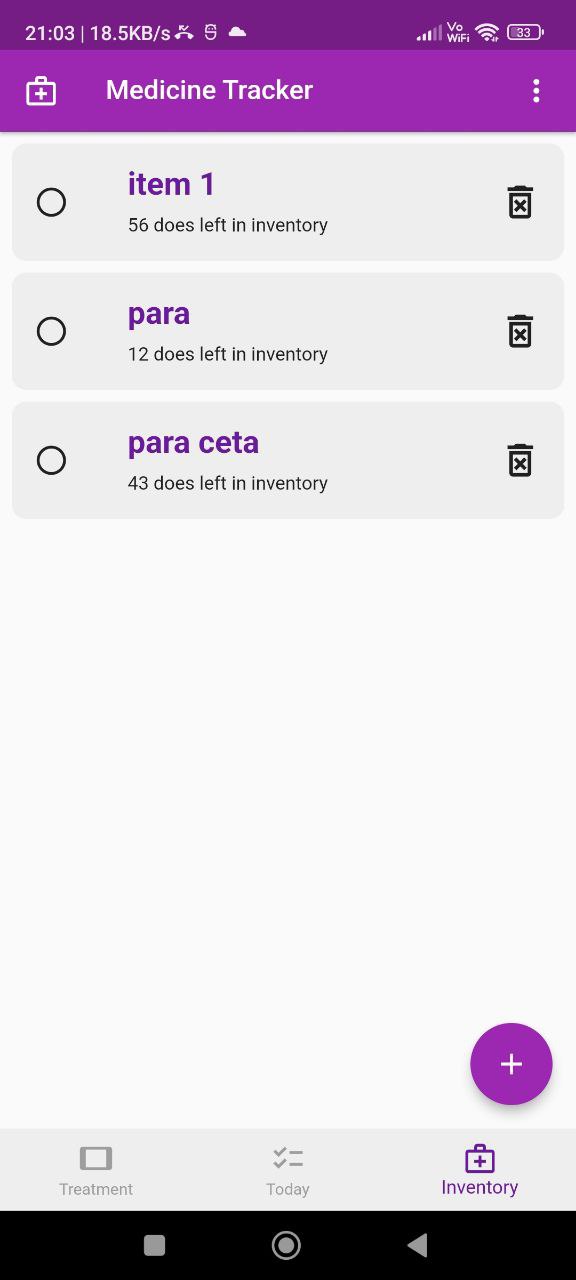 21:03 | 18.5KB/s
Vo
WiFi
33
Medicine Tracker
item 1
56 does left in inventory
para
12 does left in inventory
para ceta
43 does left in inventory
Treatment
Today
Inventory